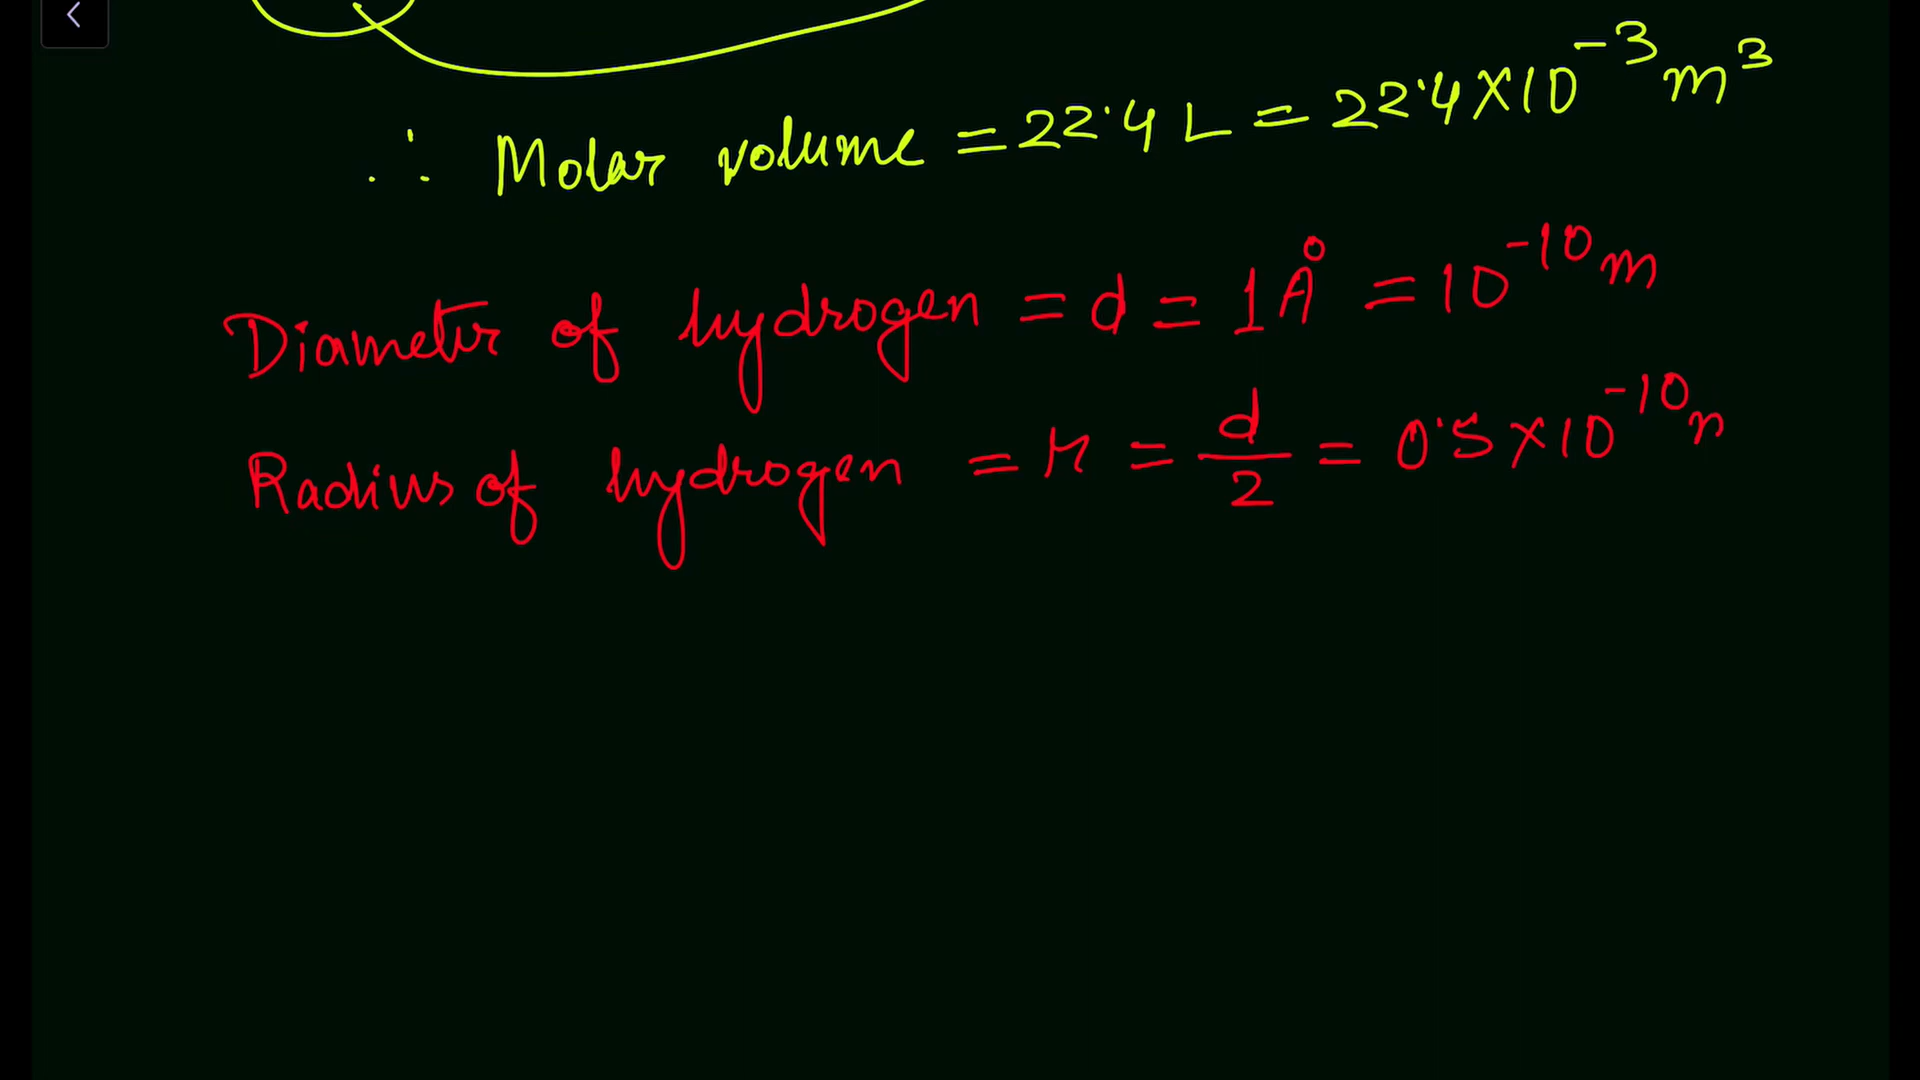 ∴ Molar volume = 22.4 L = 22.4 × 10⁻³ m³
Diameter of hydrogen = d = 1 Å = 10⁻¹⁰ m
Radius of hydrogen = r = d/2 = 0.5 × 10⁻¹⁰ n